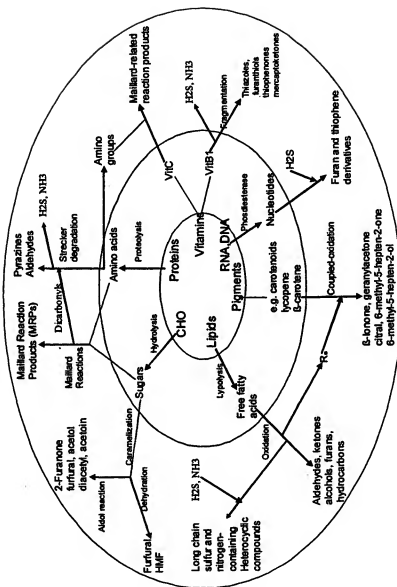 Maillard-related
reaction products
H2S, NH3
Fragmentation
Thiazoles,
furanthiols
thiophenones
mercaptoketones
Amino
groups
VitC
VitB1
H2S
Furan and thiophene
derivatives
Pyrazines
Aldehydes
H2S, NH3
Strecker
degradation
Amino acids
Proteolysis
Proteins
Vitamins
RNA,DNA
Phosdiesterase
Nucleotides
Maillard Reaction
Products (MRPs)
Dicarbonyls
Maillard
Reactions
Hydrolysis
CHO
Lipids
Pigments
e.g. carotenoids
lycopene
ß-carotene
Coupled-oxidation
ß-Ionone, gernylacetone
citral, 6-methyl-5-hepten-2-one
6-methyl-5-hepten-2-ol
Sugars
Lypolysis
Free fatty
acids
2-Furanone
furfural, acetol
diacetyl, acetoin
Caramelization
Aldol reaction
Dehydration
Furfural
HMF
Oxidation
H2S, NH3
Long chain
sulfur and
nitrogen-
containing
Heterocyclic
compounds
Aldehydes, ketones
alcohols, furans,
hydrocarbons